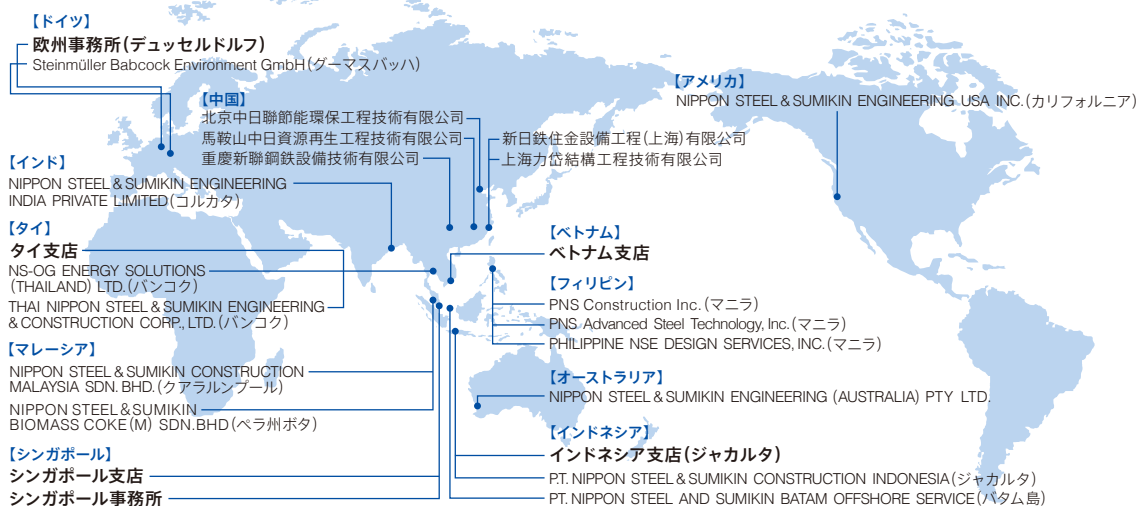 【ドイツ】
欧州事務所(デュッセルドルフ)
Steinmüller Babcock Environment GmbH(グーマスバッハ)
【中国】
北京中日聯節能環保工程技術有限公司
馬鞍山中日資源再生工程技術有限公司
重慶新聯鋼鉄設備技術有限公司
新日鉄住金設備工程(上海)有限公司
上海力岱結構工程技術有限公司
【アメリカ】
NIPPON STEEL & SUMIKIN ENGINEERING USA INC.(カリフォルニア)
【インド】
NIPPON STEEL & SUMIKIN ENGINEERING
INDIA PRIVATE LIMITED(コルカタ)
【タイ】
タイ支店
NS-OG ENERGY SOLUTIONS
(THAILAND) LTD.(バンコク)
THAI NIPPON STEEL & SUMIKIN ENGINEERING
& CONSTRUCTION CORP., LTD.(バンコク)
【マレーシア】
NIPPON STEEL & SUMIKIN CONSTRUCTION
MALAYSIA SDN. BHD.(クアラルンプール)
NIPPON STEEL & SUMIKIN
BIOMASS COKE (M) SDN.BHD(ペラ州ボタ)
【シンガポール】
シンガポール支店
シンガポール事務所
【ベトナム】
ベトナム支店
【フィリピン】
PNS Construction Inc.(マニラ)
PNS Advanced Steel Technology, Inc.(マニラ)
PHILIPPINE NSE DESIGN SERVICES, INC.(マニラ)
【オーストラリア】
NIPPON STEEL & SUMIKIN ENGINEERING (AUSTRALIA) PTY LTD.
【インドネシア】
インドネシア支店(ジャカルタ)
P.T. NIPPON STEEL & SUMIKIN CONSTRUCTION INDONESIA(ジャカルタ)
PT. NIPPON STEEL AND SUMIKIN BATAM OFFSHORE SERVICE(バタム島)